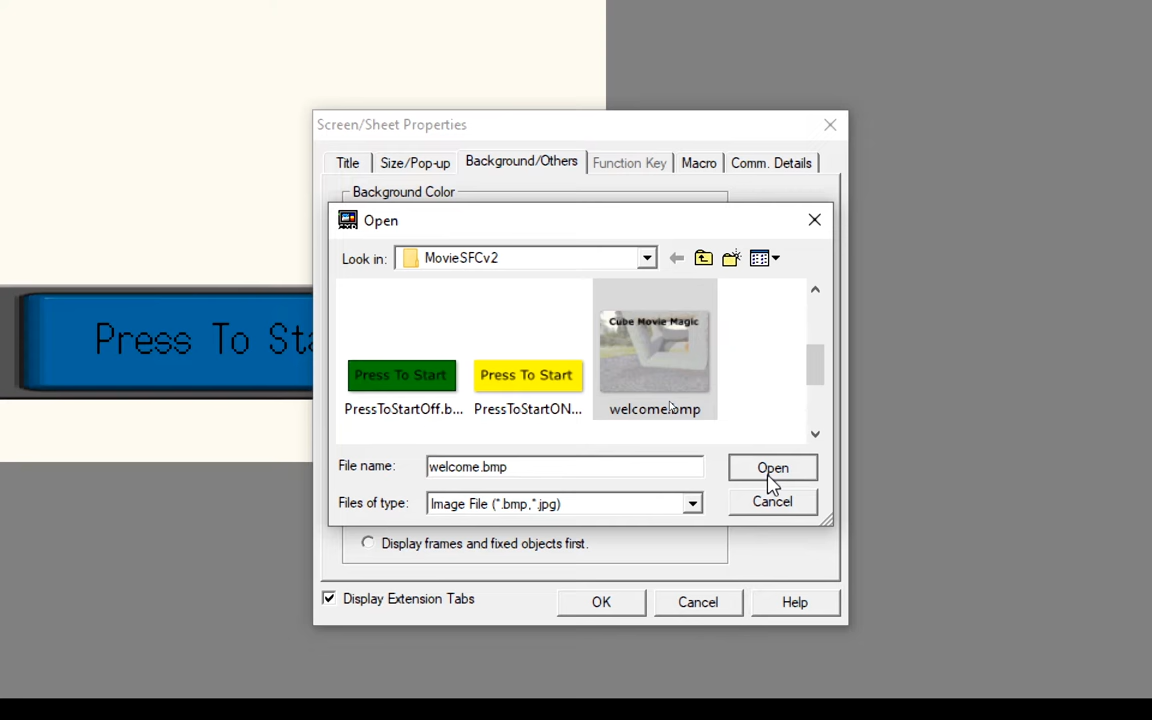 Screen/Sheet Properties
Title Size/Pop-up Background/Others Function Key Macro Comm. Details
Background Color
Open
Look in: MovieSFCv2
Cube Movie Magic
Press To Start Press To Start
PressToStartOff.b... PressToStartON... welcome.bmp
Press To Sta
File name: welcome.bmp Open
Files of type: Image File (*.bmp,*.jpg) Cancel
Display frames and fixed objects first.
Display Extension Tabs OK Cancel Help